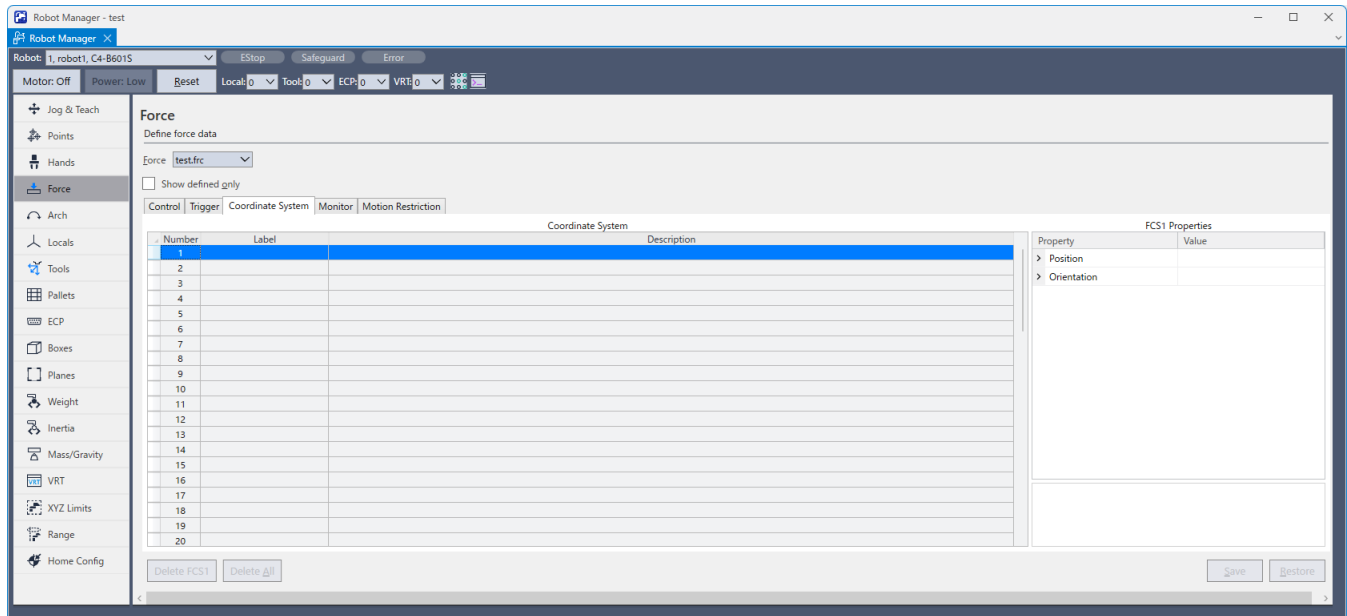 Robot Manager - test
Robot Manager
Robot: 1, robot1, C4-B601S EStop Safeguard Error
Motor: Off Power: Low Reset Local: 0 Tool: 0 ECP: 0 VRT: 0
Jog & Teach
Points
Hands
Force
Arch
Locals
Tools
Pallets
ECP
Boxes
Planes
Weight
Inertia
Mass/Gravity
VRT VRT
XYZ Limits
Range
Home Config
Force
Define force data
Force test.frc
Show defined only
Control Trigger Coordinate System Monitor Motion Restriction
Coordinate System
Number Label Description
1
2
3
4
5
6
7
8
9
10
11
12
13
14
15
16
17
18
19
20
FCS1 Properties
Property Value
Position
Orientation
Delete FCS1 Delete All Save Restore